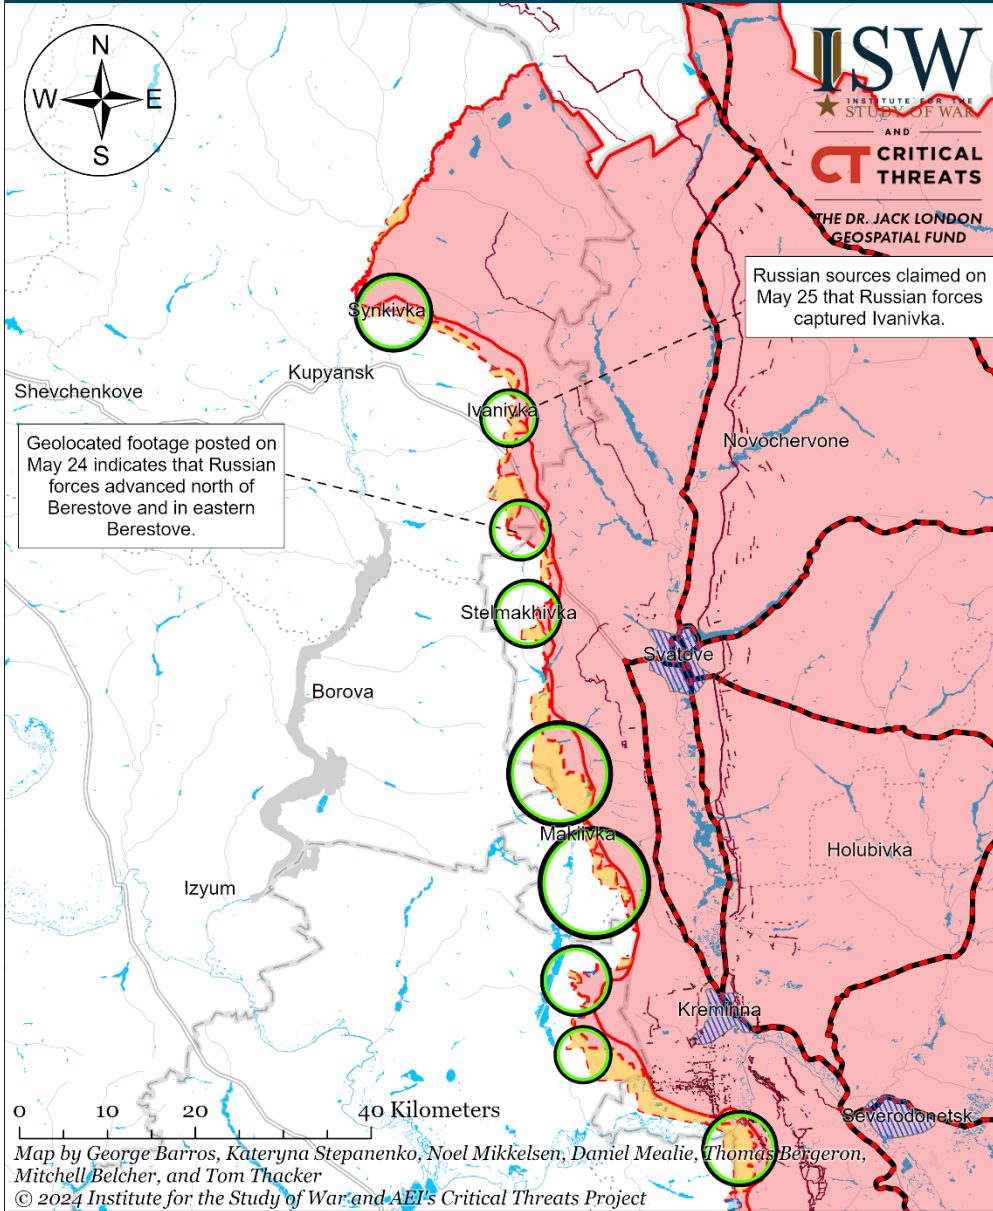 N
W E
S
ISW
INSTITUTE FOR THE
STUDY OF WAR
AND
CT CRITICAL
THREATS
THE DR. JACK LONDON
GEOSPATIAL FUND
Russian sources claimed on
May 25 that Russian forces
captured Ivanivka.
Synkivka
Kupyansk
Shevchenkove
Ivanivka
Novochervone
Geolocated footage posted on
May 24 indicates that Russian
forces advanced north of
Berestove and in eastern
Berestove.
Stelmakhivka
Svatove
Borova
Makiivka
Holubivka
Izyum
Kreminna
Severodonetsk
0 10 20 40 Kilometers
Map by George Barros, Kateryna Stepanenko, Noel Mikkelsen, Daniel Mealie, Thomas Bergeron,
Mitchell Belcher, and Tom Thacker
© 2024 Institute for the Study of War and AEI's Critical Threats Project